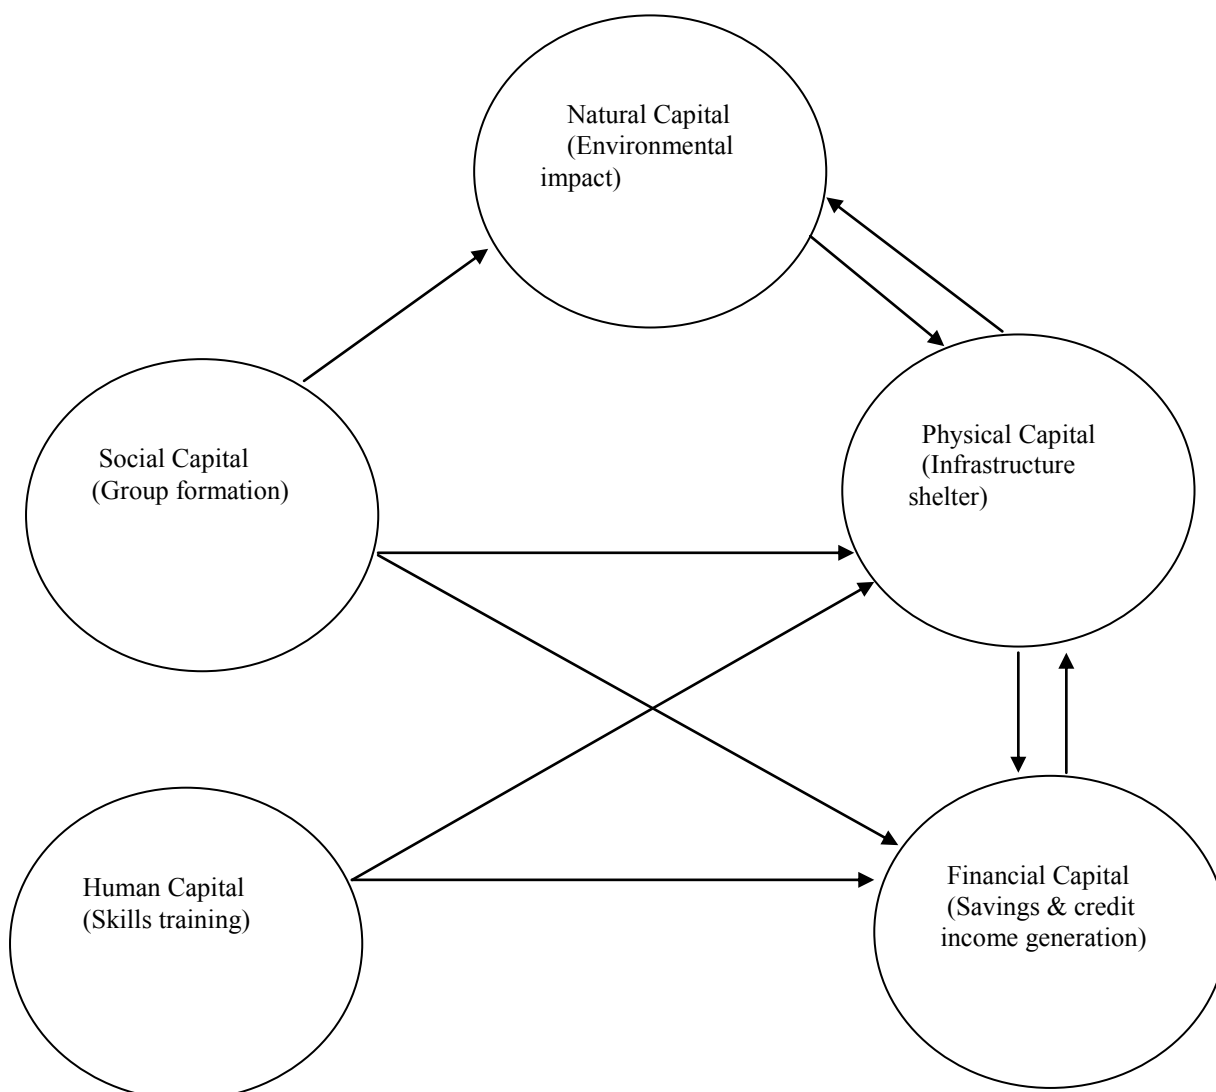 Natural Capital
(Environmental
impact)
Physical Capital
(Infrastructure
shelter)
Social Capital
(Group formation)
Human Capital
(Skills training)
Financial Capital
(Savings & credit
income generation)